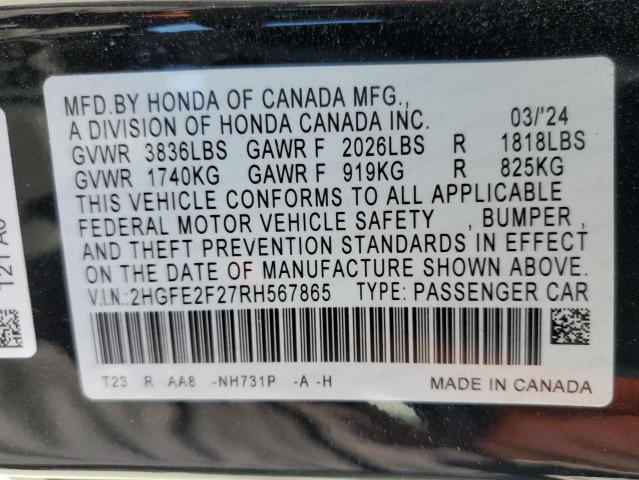 MFD.BY HONDA OF CANADA MFG.,
A DIVISION OF HONDA CANADA INC. 03/'24
GVWR 3836LBS GAWR F 2026LBS R 1818LBS
GVWR 1740KG GAWR F 919KG R 825KG
THIS VEHICLE CONFORMS TO ALL APPLICABLE
FEDERAL MOTOR VEHICLE SAFETY , BUMPER ,
AND THEFT PREVENTION STANDARDS IN EFFECT
ON THE DATE OF MANUFACTURE SHOWN ABOVE.
V.I.N.:2HGFE2F27RH567865 TYPE: PASSENGER CAR
T23 R AA8 -NH731P -A -H MADE IN CANADA